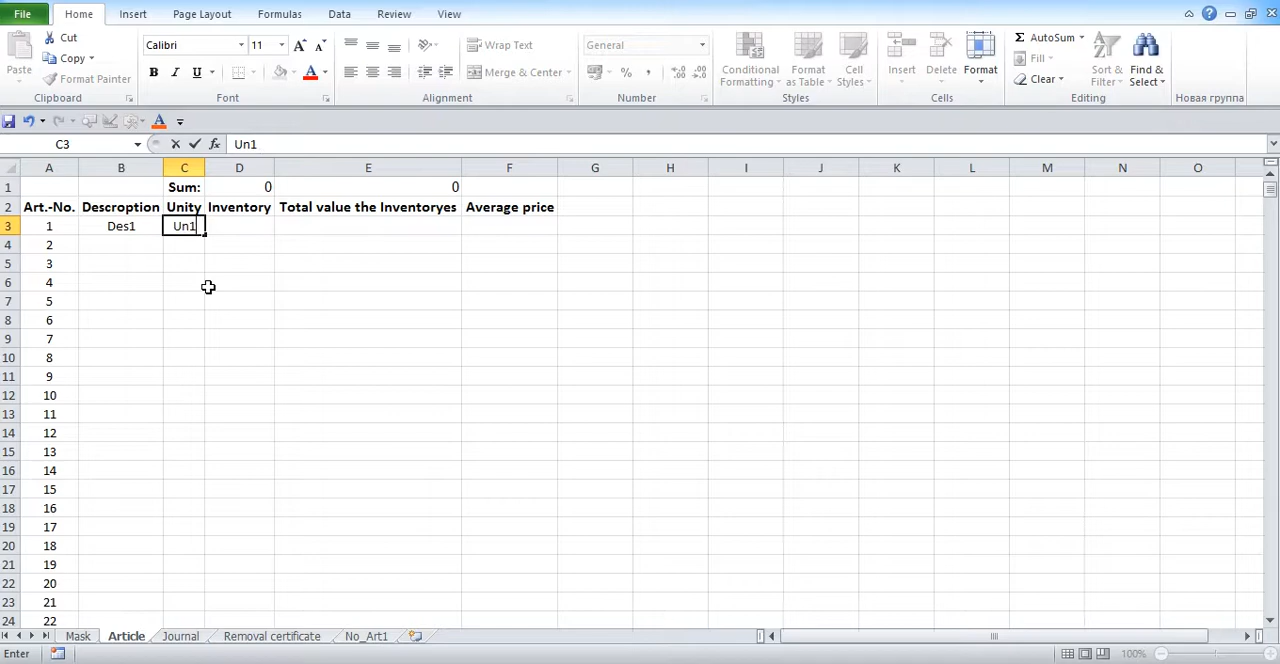 File Home Insert Page Layout Formulas Data Review View
Cut
Copy
Format Painter
Paste
Clipboard
Calibri 11
B I U
Font
Wrap Text
Merge & Center
Alignment
General
% , .0 .00 .00 .0
Number
Conditional Formatting
Format as Table
Cell Styles
Styles
Insert Delete Format
Cells
Σ AutoSum
Fill
Clear
Sort & Filter
Find & Select
Editing
Новая группа
C3 fx Un1
A B C D E F G H I J K L M N O
1 Sum: 0 0
2 Art.-No. Descroption Unity Inventory Total value the Inventoryes Average price
3 1 Des1 Un1
4 2
5 3
6 4
7 5
8 6
9 7
10 8
11 9
12 10
13 11
14 12
15 13
16 14
17 15
18 16
19 17
20 18
21 19
22 20
23 21
24 22
Mask Article Journal Removal certificate No_Art1
Enter 100%